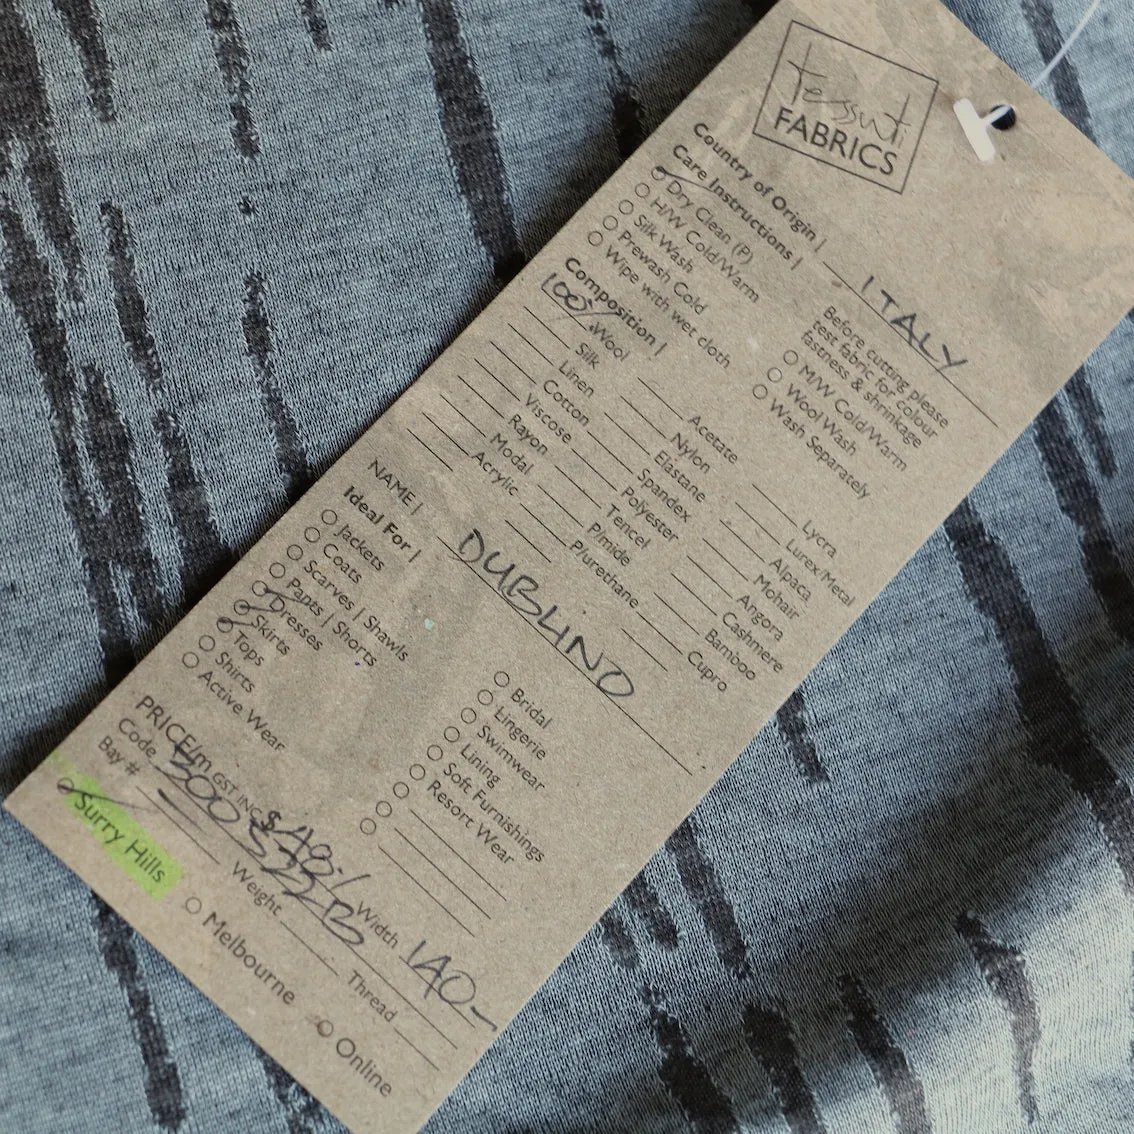 Tessuti
FABRICS
Country of Origin | ITALY
Care Instructions |
Dry Clean (P)
H/W Cold/Warm
Silk Wash
Prewash Cold
Wipe with wet cloth
Before cutting please
test fabric for colour
fastness & shrinkage
M/W Cold/Warm
Wool Wash
Wash Separately
Composition |
100% Wool
Silk
Linen
Cotton
Viscose
Rayon
Modal
Acrylic
Acetate
Nylon
Elastane
Spandex
Polyester
Tencel
P/mide
P/urethane
Lycra
Lurex/Metal
Alpaca
Mohair
Angora
Cashmere
Bamboo
Cupro
NAME | DUBLINO
Ideal For |
Jackets
Coats
Scarves | Shawls
Pants | Shorts
Dresses
Skirts
Tops
Shirts
Active Wear
Bridal
Lingerie
Swimwear
Lining
Soft Furnishings
Resort Wear
PRICE/m GST INC $48.-/ Width 140-
Code
Bay # Weight Thread
Surry Hills Melbourne Online